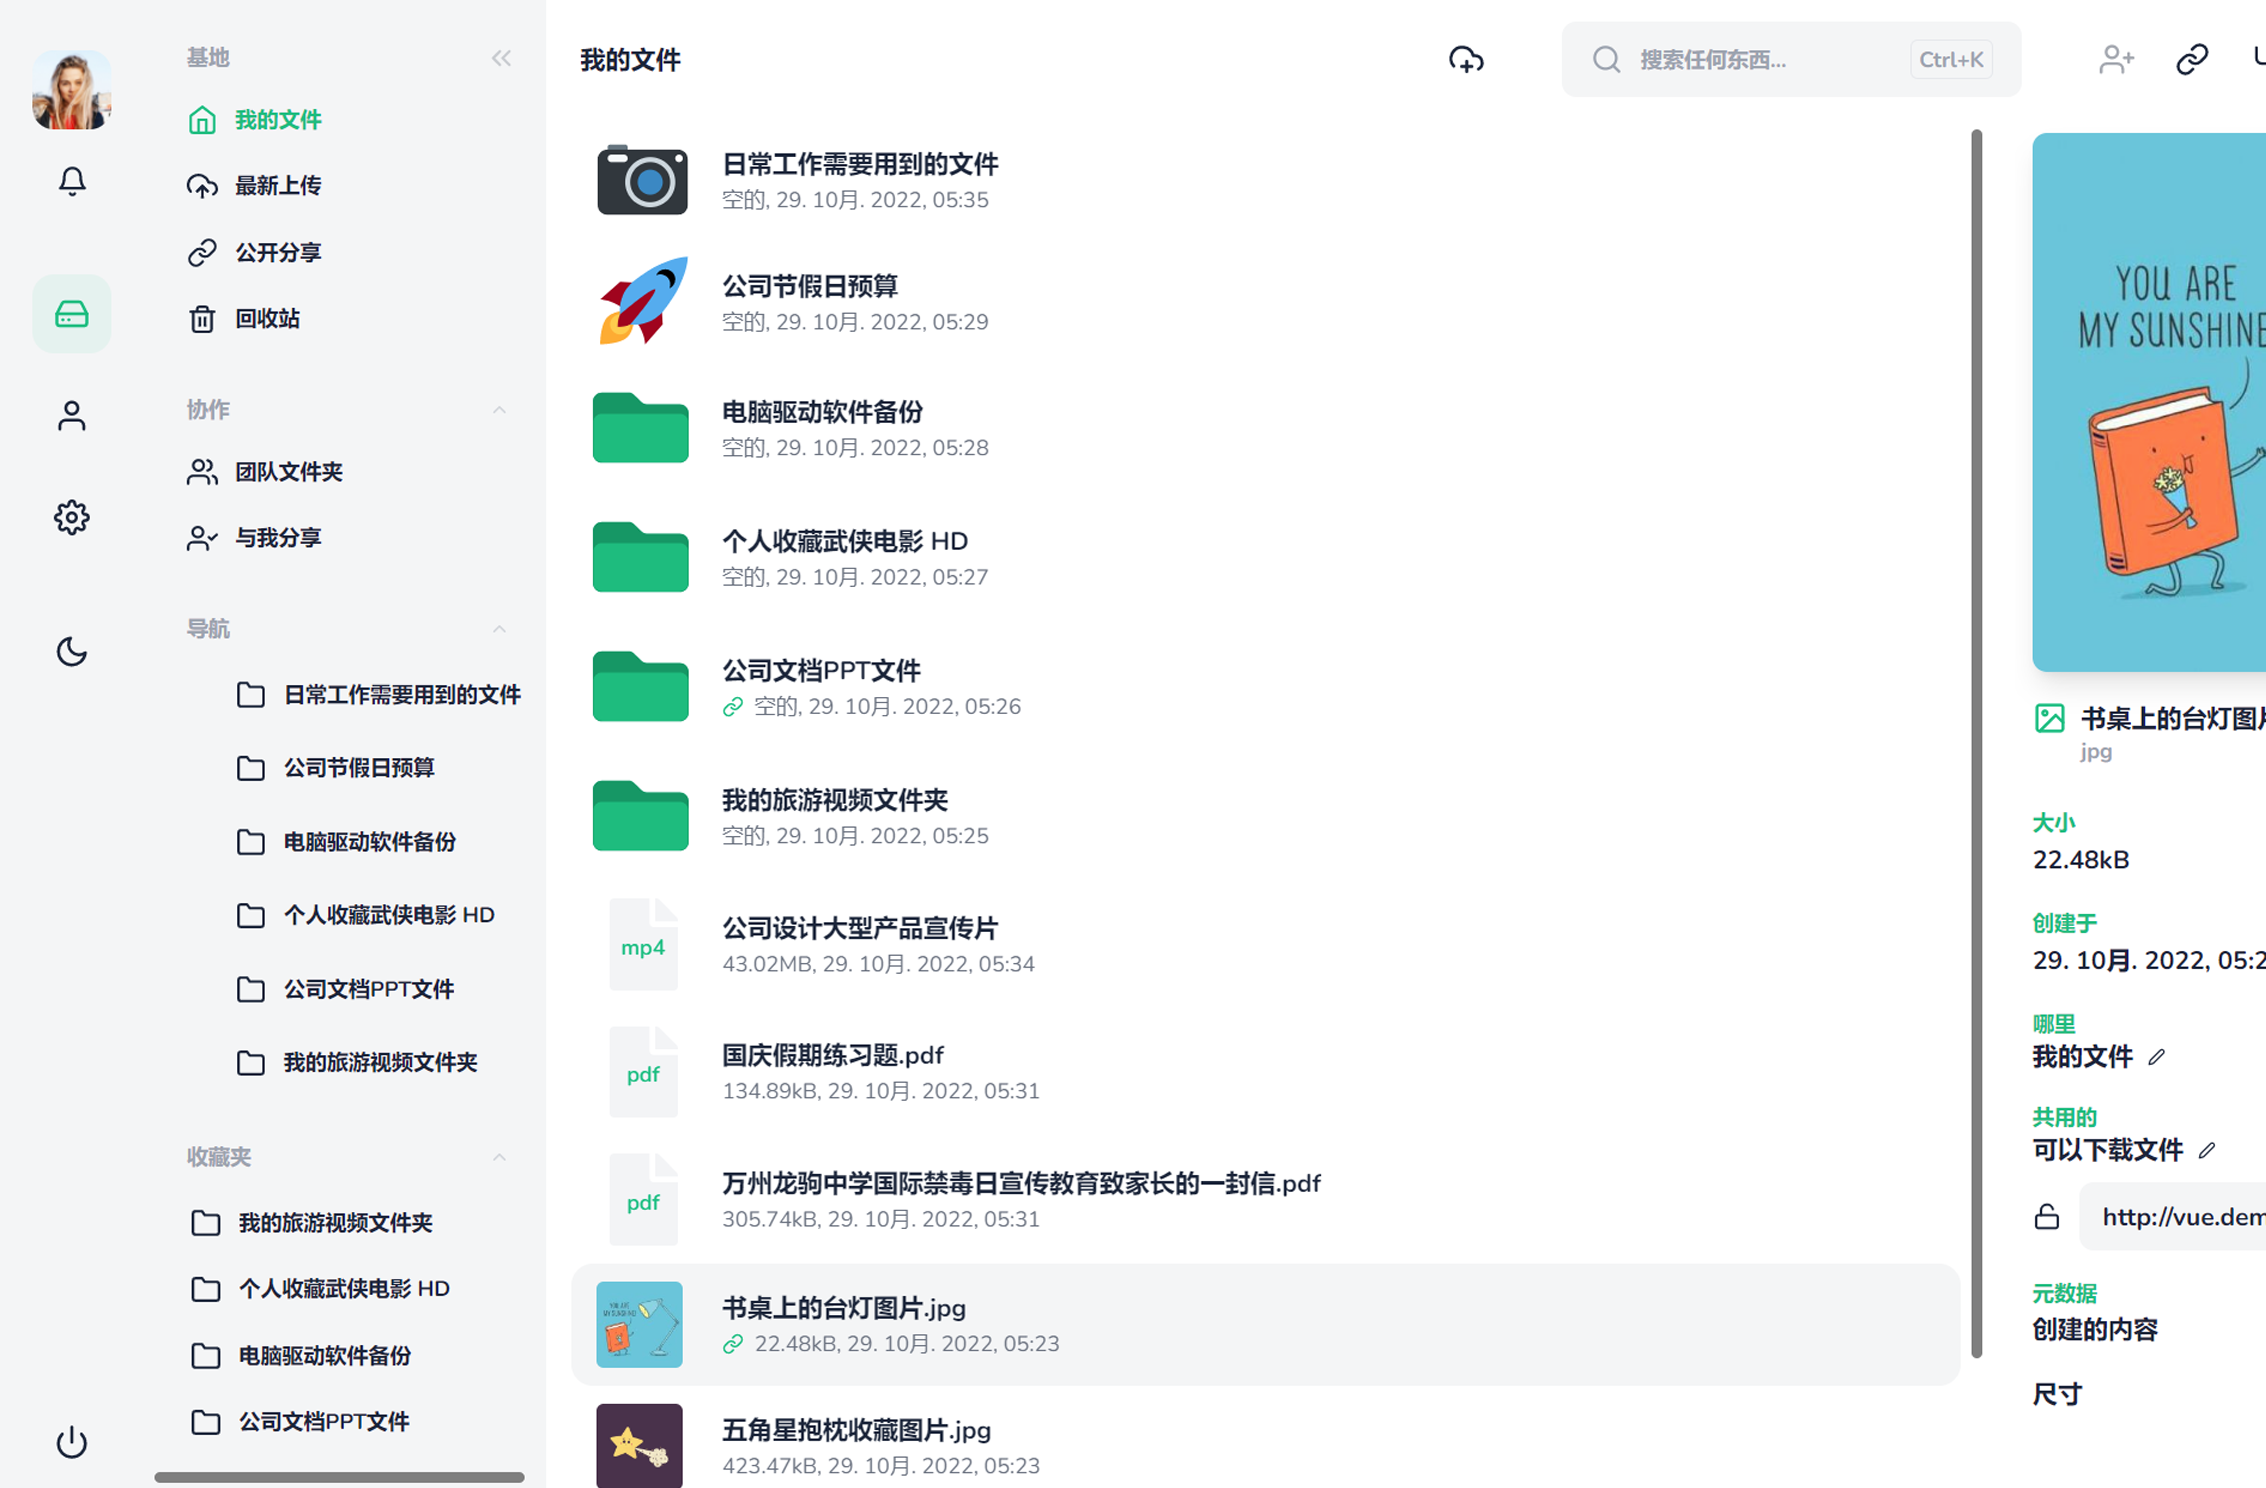 基地
我的文件
最新上传
公开分享
回收站
协作
团队文件夹
与我分享
导航
日常工作需要用到的文件
公司节假日预算
电脑驱动软件备份
个人收藏武侠电影 HD
公司文档PPT文件
我的旅游视频文件夹
收藏夹
我的旅游视频文件夹
个人收藏武侠电影 HD
电脑驱动软件备份
公司文档PPT文件
我的文件
搜索任何东西...
Ctrl+K
日常工作需要用到的文件
空的, 29. 10月. 2022, 05:35
公司节假日预算
空的, 29. 10月. 2022, 05:29
电脑驱动软件备份
空的, 29. 10月. 2022, 05:28
个人收藏武侠电影 HD
空的, 29. 10月. 2022, 05:27
公司文档PPT文件
空的, 29. 10月. 2022, 05:26
我的旅游视频文件夹
空的, 29. 10月. 2022, 05:25
mp4
公司设计大型产品宣传片
43.02MB, 29. 10月. 2022, 05:34
pdf
国庆假期练习题.pdf
134.89kB, 29. 10月. 2022, 05:31
pdf
万州龙驹中学国际禁毒日宣传教育致家长的一封信.pdf
305.74kB, 29. 10月. 2022, 05:31
YOU ARE
MY SUNSHINE
书桌上的台灯图片.jpg
22.48kB, 29. 10月. 2022, 05:23
五角星抱枕收藏图片.jpg
423.47kB, 29. 10月. 2022, 05:23
YOU ARE
MY SUNSHINE
书桌上的台灯图片
jpg
大小
22.48kB
创建于
29. 10月. 2022, 05:2
哪里
我的文件
共用的
可以下载文件
http://vue.dem
元数据
创建的内容
尺寸